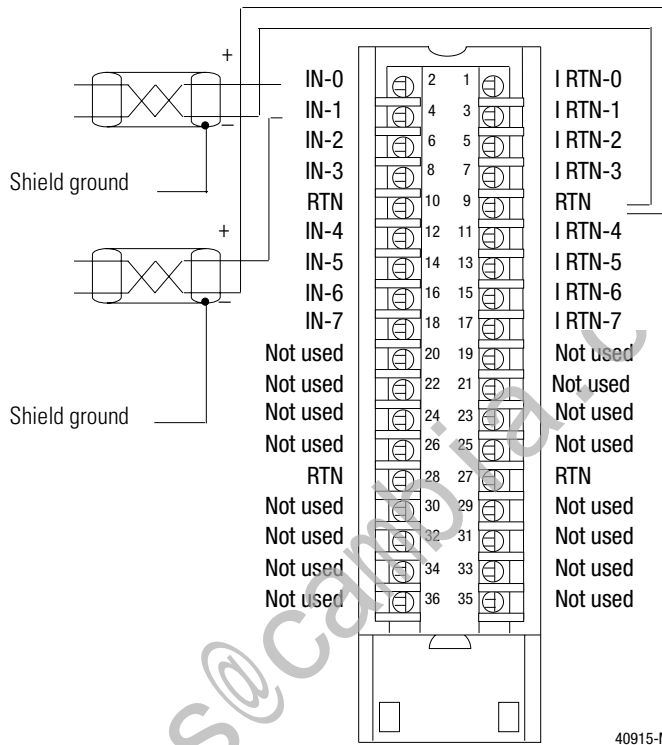 +
IN-0 2 1 I RTN-0
IN-1 4 3 I RTN-1
–
IN-2 6 5 I RTN-2
IN-3 8 7 I RTN-3
Shield ground
RTN 10 9 RTN
+
IN-4 12 11 I RTN-4
IN-5 14 13 I RTN-5
IN-6 16 15 I RTN-6
–
IN-7 18 17 I RTN-7
Not used 20 19 Not used
Not used 22 21 Not used
Shield ground
Not used 24 23 Not used
Not used 26 25 Not used
RTN 28 27 RTN
Not used 30 29 Not used
Not used 32 31 Not used
Not used 34 33 Not used
Not used 36 35 Not used
s@cambia.c
40915-M